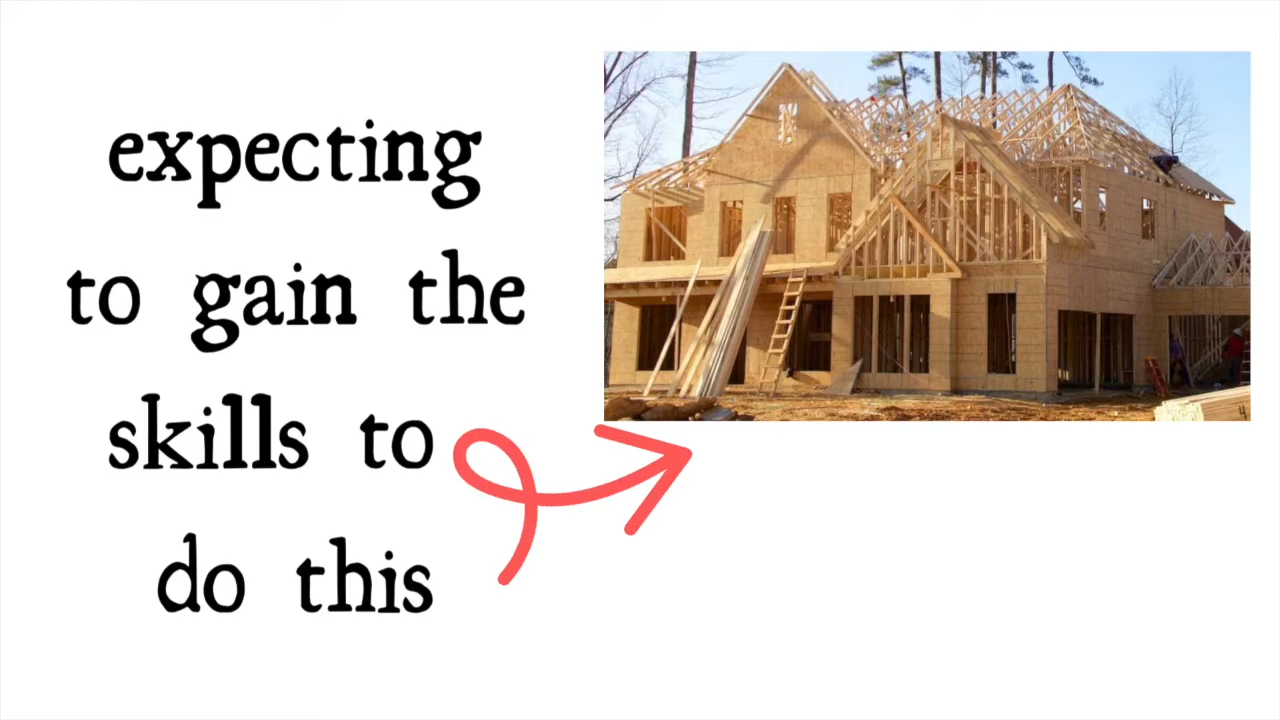 expecting
to gain the
skills to
do this